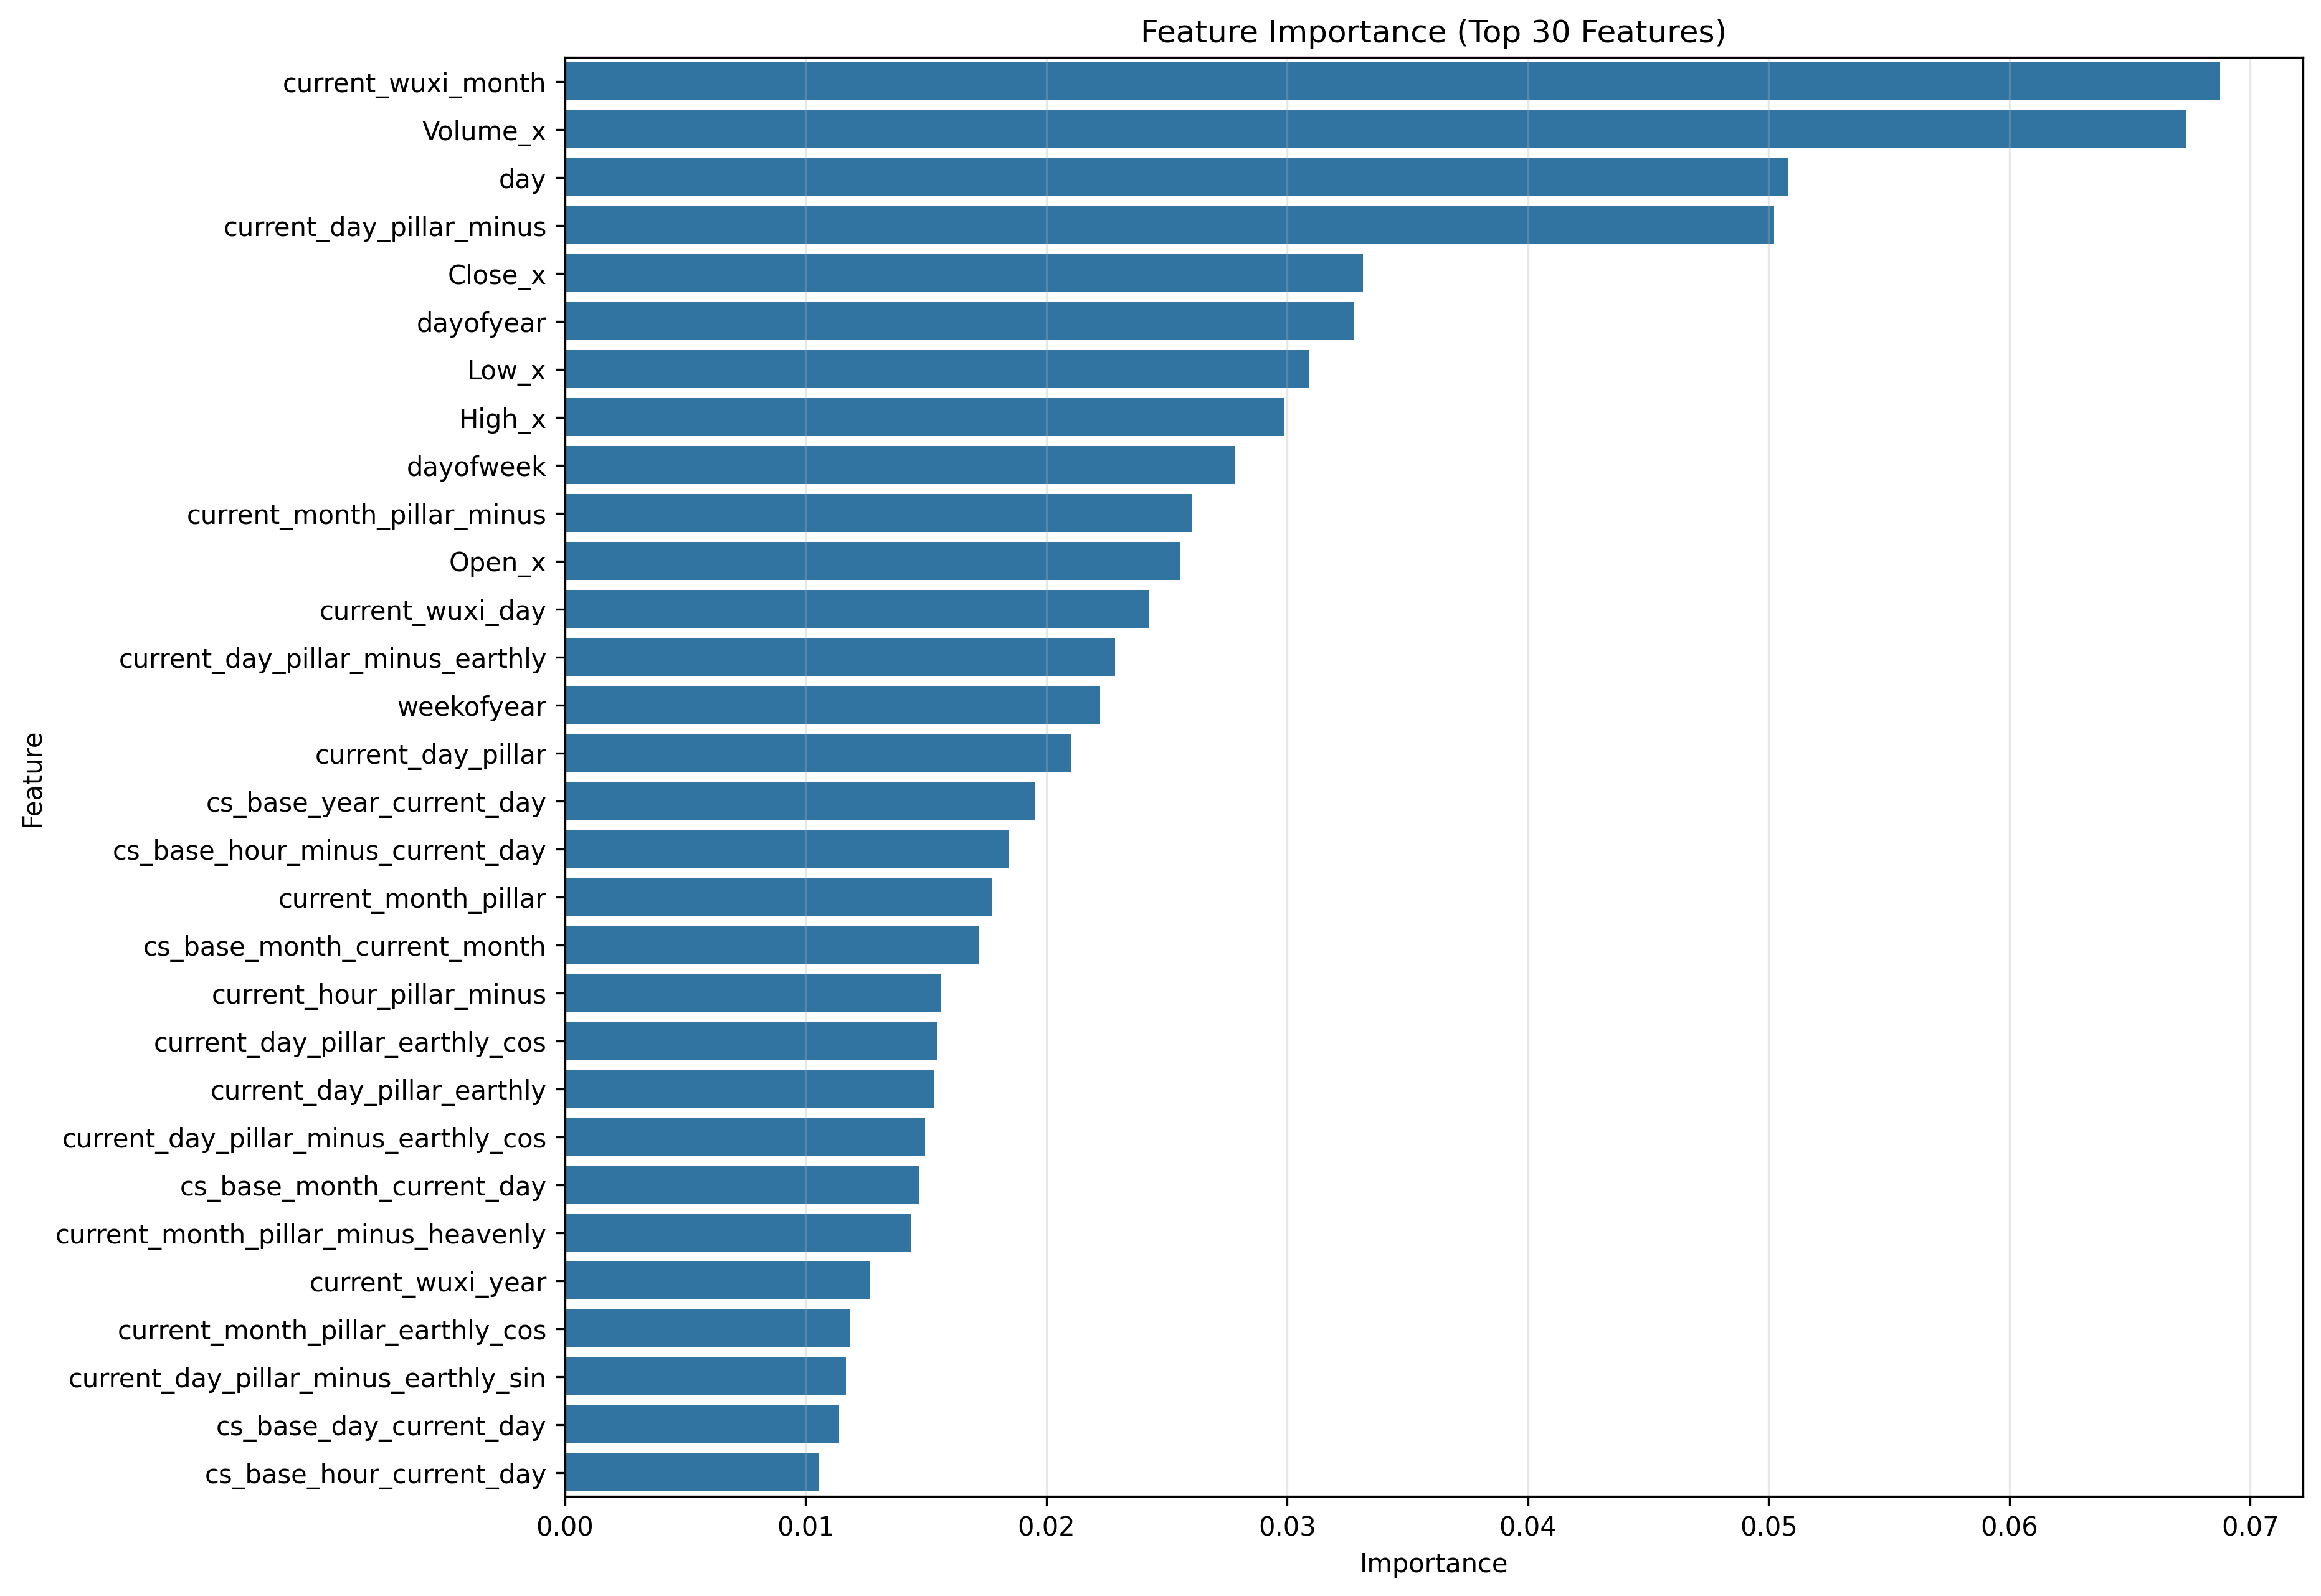 Feature Importance (Top 30 Features)
current_wuxi_month
Volume_x
day
current_day_pillar_minus
Close_x
dayofyear
Low_x
High_x
dayofweek
current_month_pillar_minus
Open_x
current_wuxi_day
current_day_pillar_minus_earthly
weekofyear
current_day_pillar
cs_base_year_current_day
cs_base_hour_minus_current_day
current_month_pillar
cs_base_month_current_month
current_hour_pillar_minus
current_day_pillar_earthly_cos
current_day_pillar_earthly
current_day_pillar_minus_earthly_cos
cs_base_month_current_day
current_month_pillar_minus_heavenly
current_wuxi_year
current_month_pillar_earthly_cos
current_day_pillar_minus_earthly_sin
cs_base_day_current_day
cs_base_hour_current_day
Feature
0.00 0.01 0.02 0.03 0.04 0.05 0.06 0.07
Importance